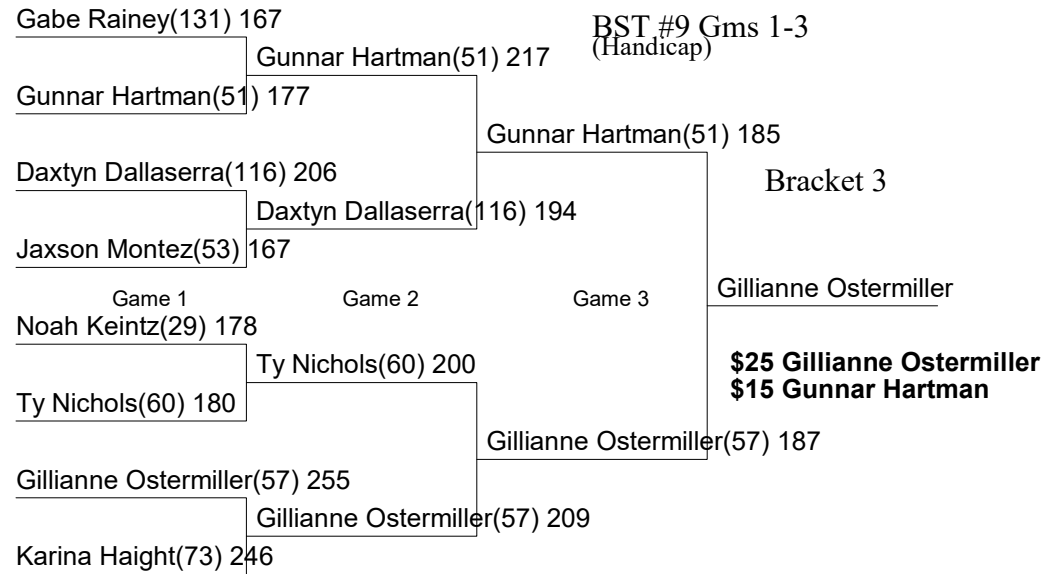 Gabe Rainey(131) 167
BST #9 Gms 1-3
(Handicap)
Gunnar Hartman(51) 217
Gunnar Hartman(51) 177
Gunnar Hartman(51) 185
Daxtyn Dallaserra(116) 206
Bracket 3
Daxtyn Dallaserra(116) 194
Jaxson Montez(53) 167
Game 1
Game 2
Game 3
Gillianne Ostermiller
Noah Keintz(29) 178
Ty Nichols(60) 200
$25 Gillianne Ostermiller
$15 Gunnar Hartman
Ty Nichols(60) 180
Gillianne Ostermiller(57) 187
Gillianne Ostermiller(57) 255
Gillianne Ostermiller(57) 209
Karina Haight(73) 246